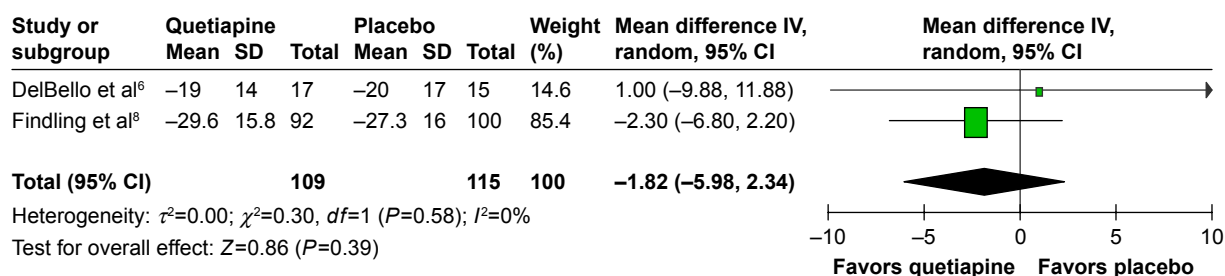 Study or Quetiapine Placebo Weight Mean difference IV, Mean difference IV,
subgroup Mean SD Total Mean SD Total (%) random, 95% CI random, 95% CI
DelBello et al⁶ –19 14 17 –20 17 15 14.6 1.00 (–9.88, 11.88)
Findling et al⁸ –29.6 15.8 92 –27.3 16 100 85.4 –2.30 (–6.80, 2.20)
Total (95% CI) 109 115 100 –1.82 (–5.98, 2.34)
Heterogeneity: τ²=0.00; χ²=0.30, df=1 (P=0.58); I²=0%
Test for overall effect: Z=0.86 (P=0.39)
–10 –5 0 5 10
Favors quetiapine Favors placebo